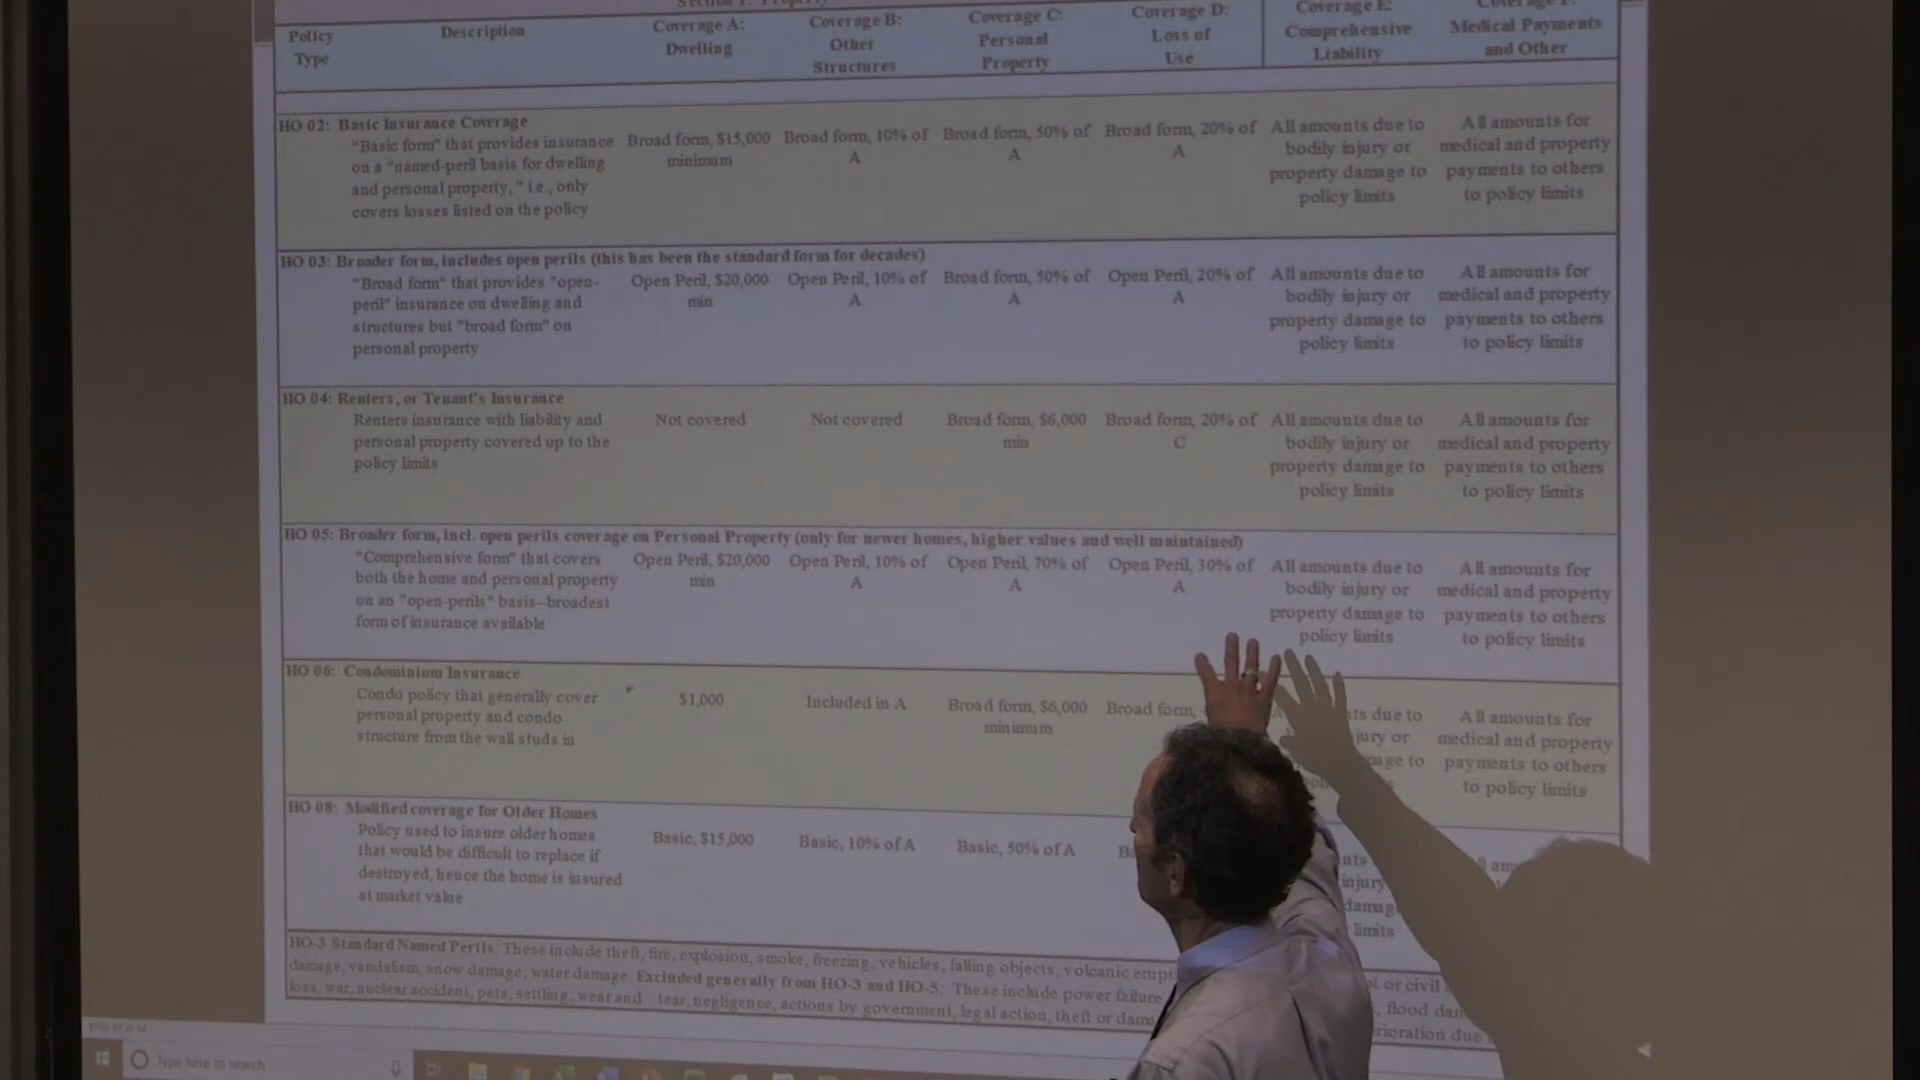 Section 1: Property
Policy Type
Description
Coverage A: Dwelling
Coverage B: Other Structures
Coverage C: Personal Property
Coverage D: Loss of Use
Coverage E: Comprehensive Liability
Medical Payments and Other
HO 02: Basic Insurance Coverage
"Basic form" that provides insurance
on a "named-peril basis for dwelling
and personal property, " i.e., only
covers losses listed on the policy
Broad form, $15,000 minimum
Broad form, 10% of A
Broad form, 50% of A
Broad form, 20% of A
All amounts due to bodily injury or property damage to policy limits
All amounts for medical and property payments to others to policy limits
HO 03: Broader form, includes open perils (this has been the standard form for decades)
"Broad form" that provides "open-
peril" insurance on dwelling and
structures but "broad form" on
personal property
Open Peril, $20,000 min
Open Peril, 10% of A
Broad form, 50% of A
Open Peril, 20% of A
All amounts due to bodily injury or property damage to policy limits
All amounts for medical and property payments to others to policy limits
HO 04: Renters, or Tenant's Insurance
Renters insurance with liability and
personal property covered up to the
policy limits
Not covered
Not covered
Broad form, $6,000 min
Broad form, 20% of C
All amounts due to bodily injury or property damage to policy limits
All amounts for medical and property payments to others to policy limits
HO 05: Broader form, incl. open perils coverage on Personal Property (only for newer homes, higher values and well maintained)
"Comprehensive form" that covers
both the home and personal property
on an "open-perils" basis--broadest
form of insurance available
Open Peril, $20,000 min
Open Peril, 10% of A
Open Peril, 70% of A
Open Peril, 30% of A
All amounts due to bodily injury or property damage to policy limits
All amounts for medical and property payments to others to policy limits
HO 06: Condominium Insurance
Condo policy that generally cover
personal property and condo
structure from the wall studs in
$1,000
Included in A
Broad form, $6,000 minimum
Broad form,
due to
All amounts for medical and property payments to others to policy limits
HO 08: Modified coverage for Older Homes
Policy used to insure older homes
that would be difficult to replace if
destroyed, hence the home is insured
at market value
Basic, $15,000
Basic, 10% of A
Basic, 50% of A
limits
HO-3 Standard Named Perils: These include theft, fire, explosion, smoke, freezing, vehicles, falling objects, volcanic or civil
damage, vandalism, snow damage, water damage. Excluded generally from HO-3 and HO-5: These include power failure, flood
loss, war, nuclear accident, pets, settling, wear and tear, negligence, actions by government, legal action, theft or due
Type here to search